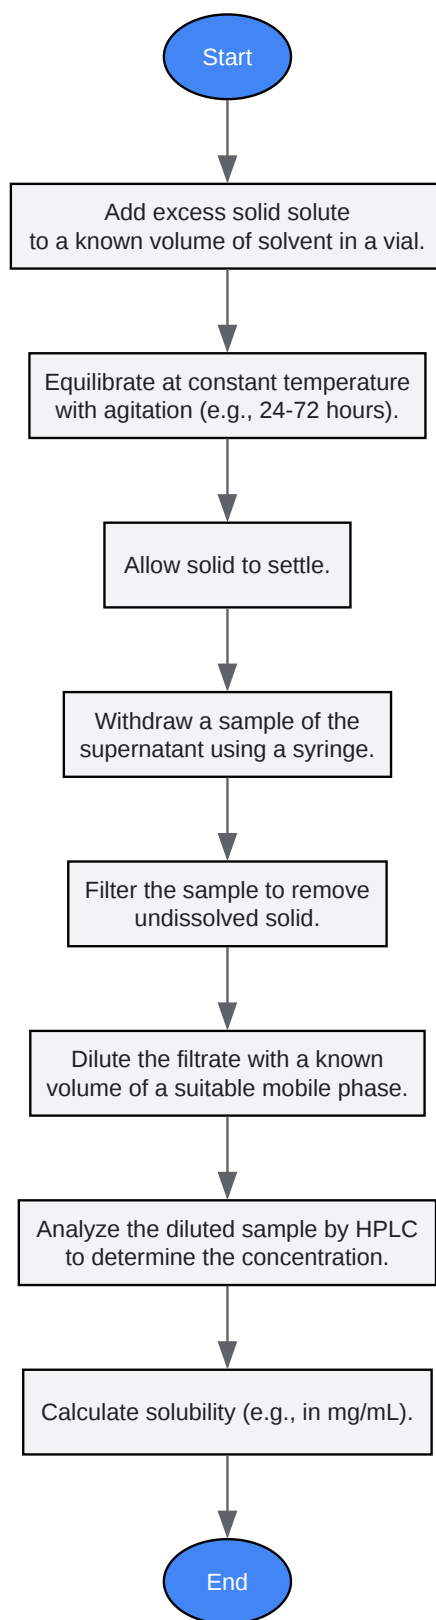 Start
Add excess solid solute
to a known volume of solvent in a vial.
Equilibrate at constant temperature
with agitation (e.g., 24-72 hours).
Allow solid to settle.
Withdraw a sample of the
supernatant using a syringe.
Filter the sample to remove
undissolved solid.
Dilute the filtrate with a known
volume of a suitable mobile phase.
Analyze the diluted sample by HPLC
to determine the concentration.
Calculate solubility (e.g., in mg/mL).
End